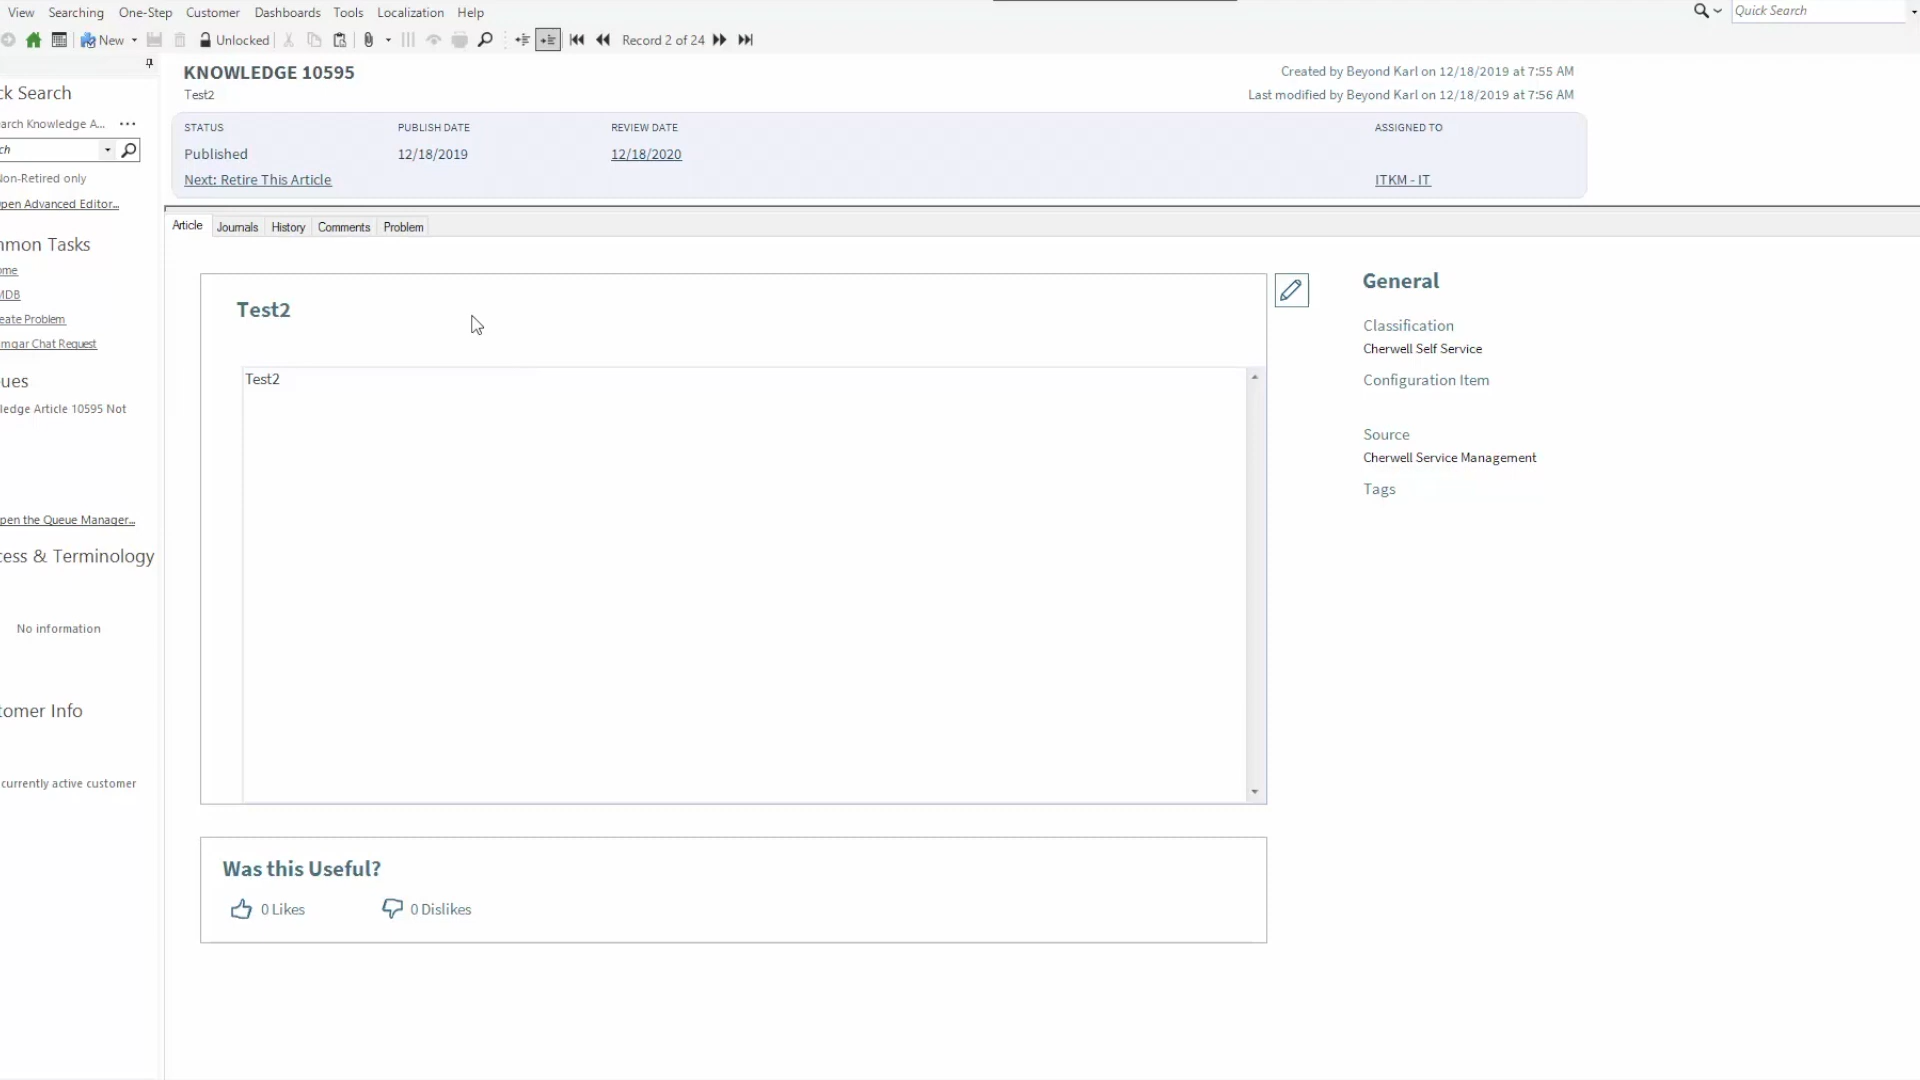 View Searching One-Step Customer Dashboards Tools Localization Help
Quick Search
New Unlocked Record 2 of 24
KNOWLEDGE 10595
Test2
Created by Beyond Karl on 12/18/2019 at 7:55 AM
Last modified by Beyond Karl on 12/18/2019 at 7:56 AM
STATUS PUBLISH DATE REVIEW DATE ASSIGNED TO
Published 12/18/2019 12/18/2020
Next: Retire This Article ITKM - IT
ck Search
arch Knowledge A...
ch
Non-Retired only
pen Advanced Editor...
mmon Tasks
ome
MDB
eate Problem
mgar Chat Request
ues
ledge Article 10595 Not
pen the Queue Manager...
cess & Terminology
No information
tomer Info
currently active customer
Article Journals History Comments Problem
Test2
Test2
General
Classification
Cherwell Self Service
Configuration Item
Source
Cherwell Service Management
Tags
Was this Useful?
0 Likes 0 Dislikes